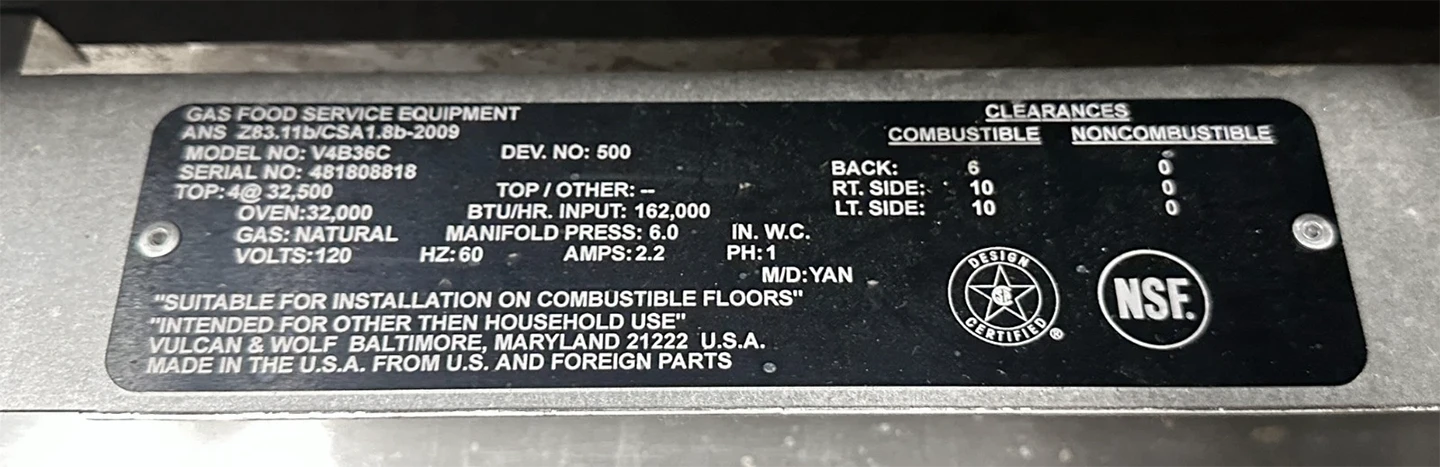 GAS FOOD SERVICE EQUIPMENT
ANS Z83.11b/CSA1.8b-2009
MODEL NO: V4B36C DEV. NO: 500
SERIAL NO: 481808818
TOP: 4@ 32,500 TOP / OTHER: --
OVEN:32,000 BTU/HR. INPUT: 162,000
GAS: NATURAL MANIFOLD PRESS: 6.0 IN. W.C.
VOLTS:120 HZ:60 AMPS:2.2 PH:1
M/D:YAN
"SUITABLE FOR INSTALLATION ON COMBUSTIBLE FLOORS"
"INTENDED FOR OTHER THEN HOUSEHOLD USE"
VULCAN & WOLF BALTIMORE, MARYLAND 21222 U.S.A.
MADE IN THE U.S.A. FROM U.S. AND FOREIGN PARTS
CLEARANCES
COMBUSTIBLE NONCOMBUSTIBLE
BACK: 6 0
RT. SIDE: 10 0
LT. SIDE: 10 0
DESIGN
CERTIFIED ®
NSF.